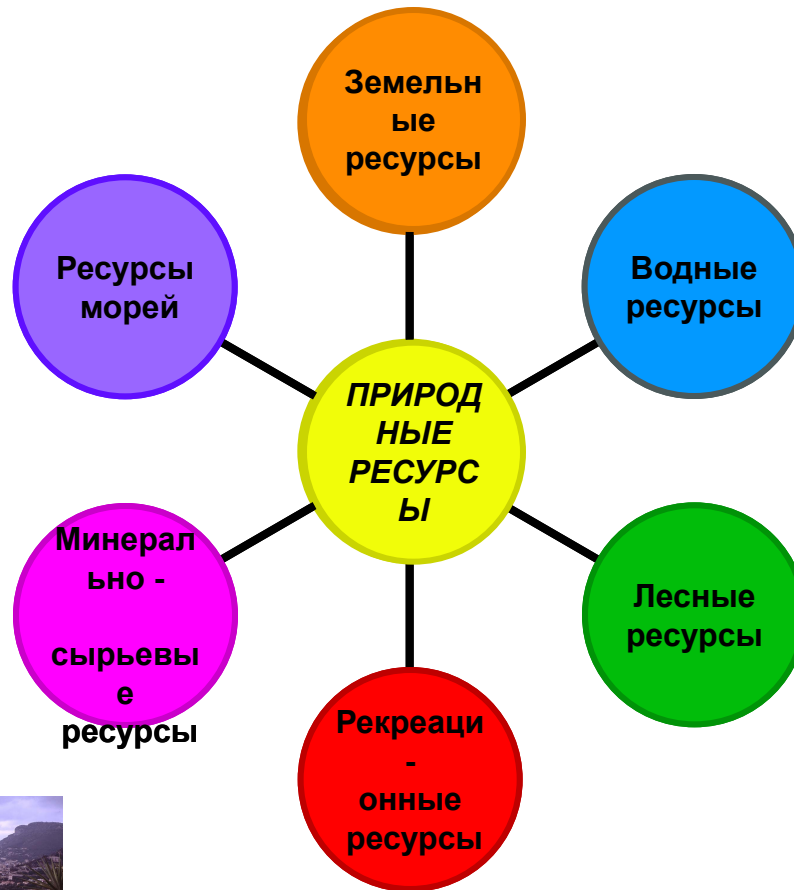 Земельн
ые
ресурсы
Ресурсы
морей
Водные
ресурсы
ПРИРОД
НЫЕ
РЕСУРС
Ы
Минерал
ьно -
сырьевы
е
ресурсы
Лесные
ресурсы
Рекреаци
-
онные
ресурсы